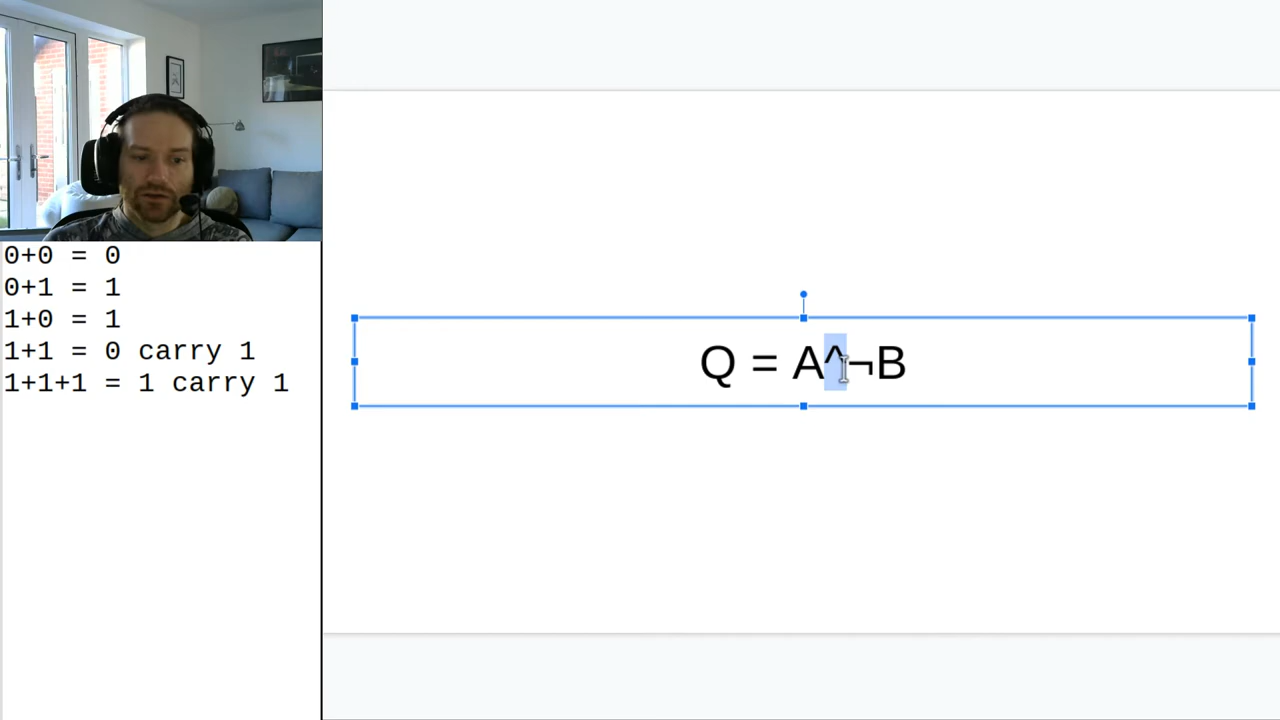 0+0 = 0
0+1 = 1
1+0 = 1
1+1 = 0 carry 1
1+1+1 = 1 carry 1
Q = A^¬B